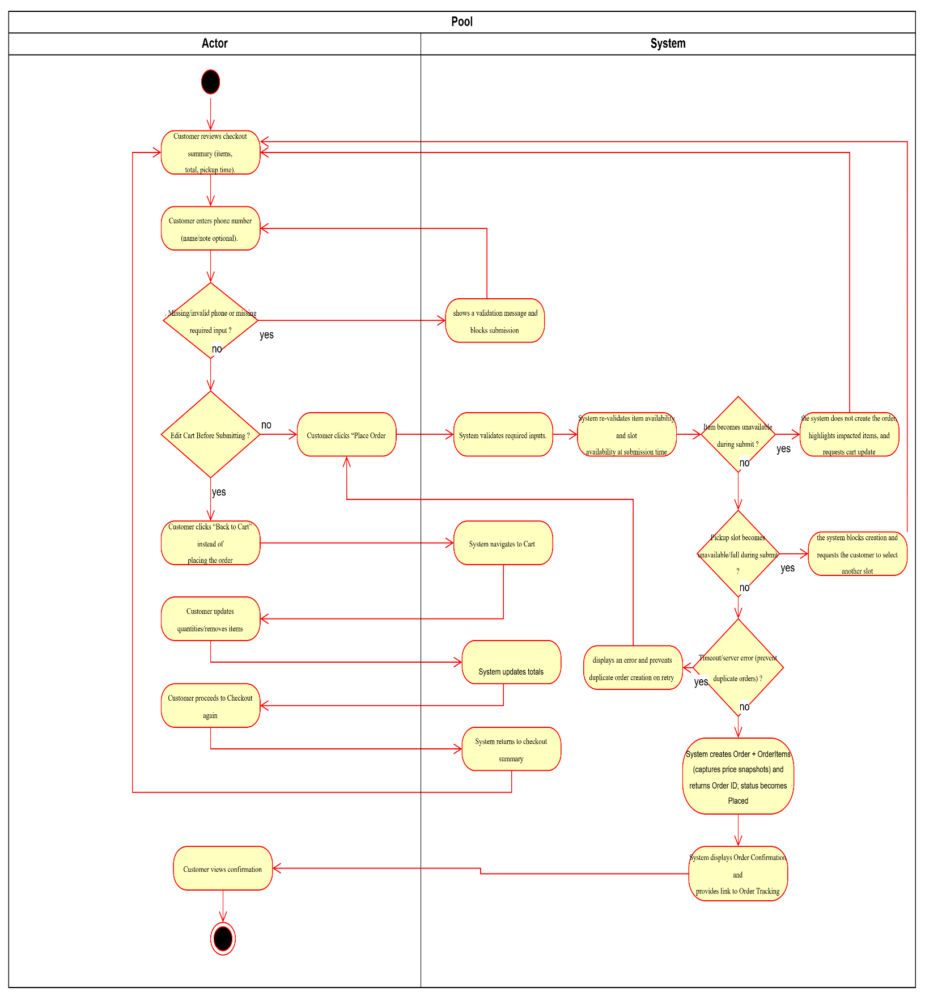 Pool
Actor
System
Customer reviews checkout
summary (items,
total, pickup time).
Customer enters phone number
(name/note optional).
. Missing/invalid phone or missing
required input ?
yes
no
shows a validation message and
blocks submission
Edit Cart Before Submitting ?
no
yes
Customer clicks “Place Order
System validates required inputs.
System re-validates item availability
and slot
availability at submission time
Item becomes unavailable
during submit ?
yes
no
the system does not create the order,
highlights impacted items, and
requests cart update
Customer clicks “Back to Cart”
instead of
placing the order
System navigates to Cart
Pickup slot becomes
unavailable/full during submit
?
yes
no
the system blocks creation and
requests the customer to select
another slot
Customer updates
quantities/removes items
System updates totals
displays an error and prevents
duplicate order creation on retry
Timeout/server error (prevent
duplicate orders) ?
yes
no
Customer proceeds to Checkout
again
System returns to checkout
summary
System creates Order + OrderItems
(captures price snapshots) and
returns Order ID; status becomes
Placed
Customer views confirmation
System displays Order Confirmation
and
provides link to Order Tracking